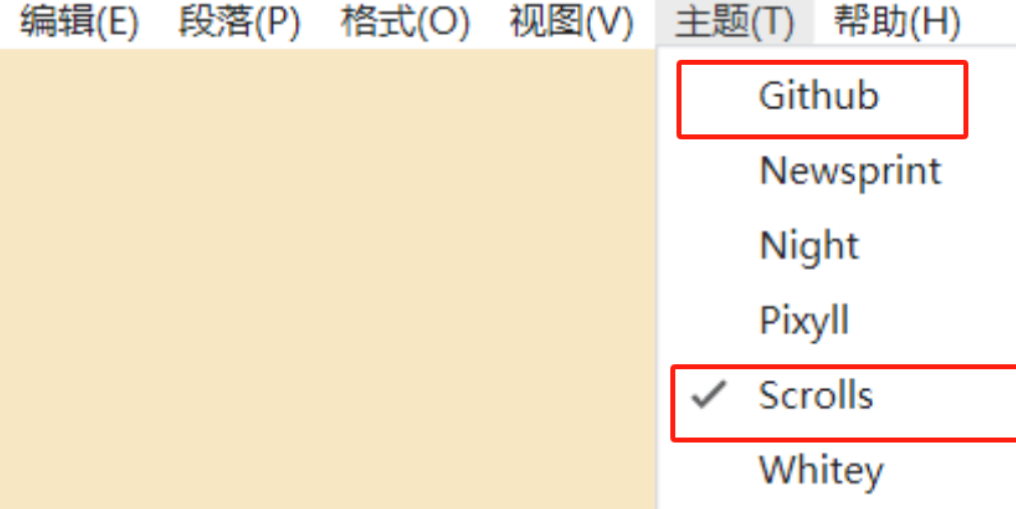 编辑(E) 段落(P) 格式(O) 视图(V) 主题(T) 帮助(H)
Github
Newsprint
Night
Pixyll
Scrolls
Whitey